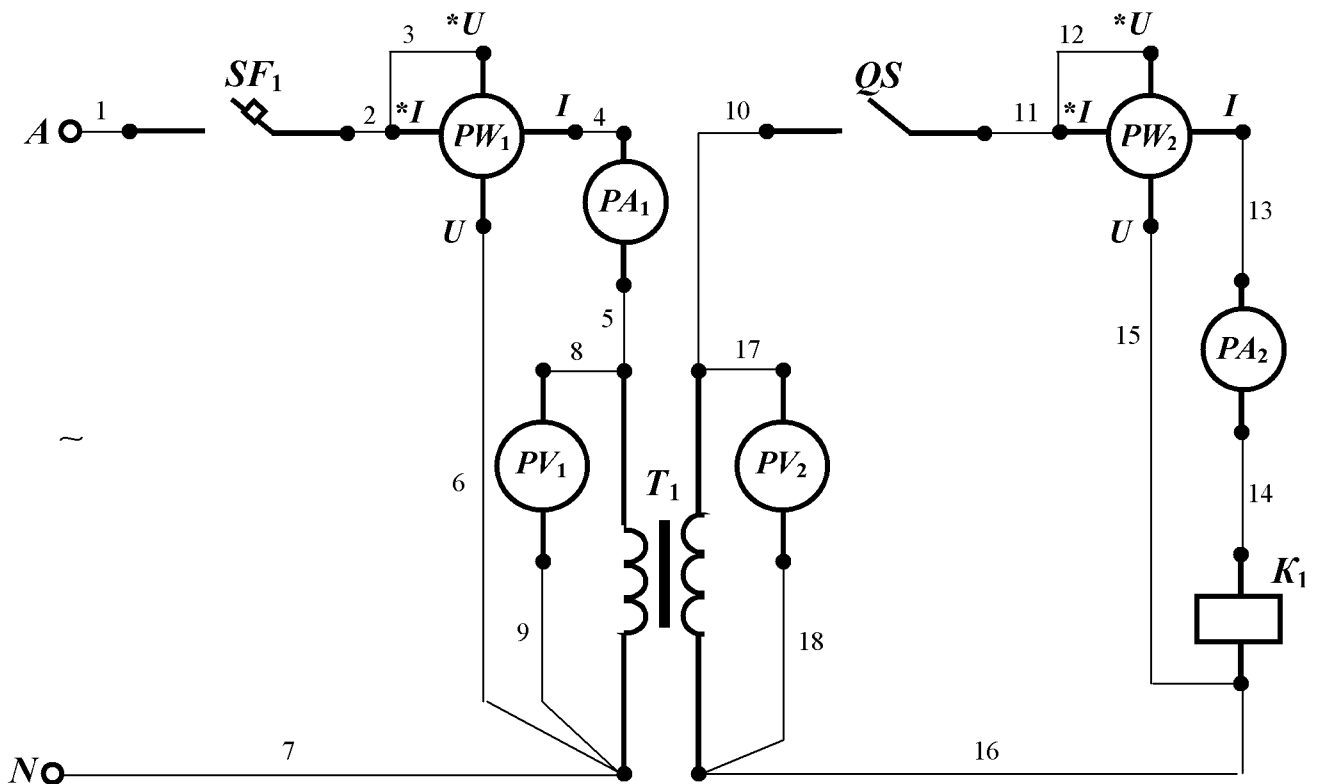 3 *U 12 *U
SF1 QS
A 1 2 *I PW1 I 4 10 11 *I PW2 I
PA1
U U 13
5
8 17 15 PA2
~
6 PV1 T1 PV2 14
K1
9 18
N 7 16